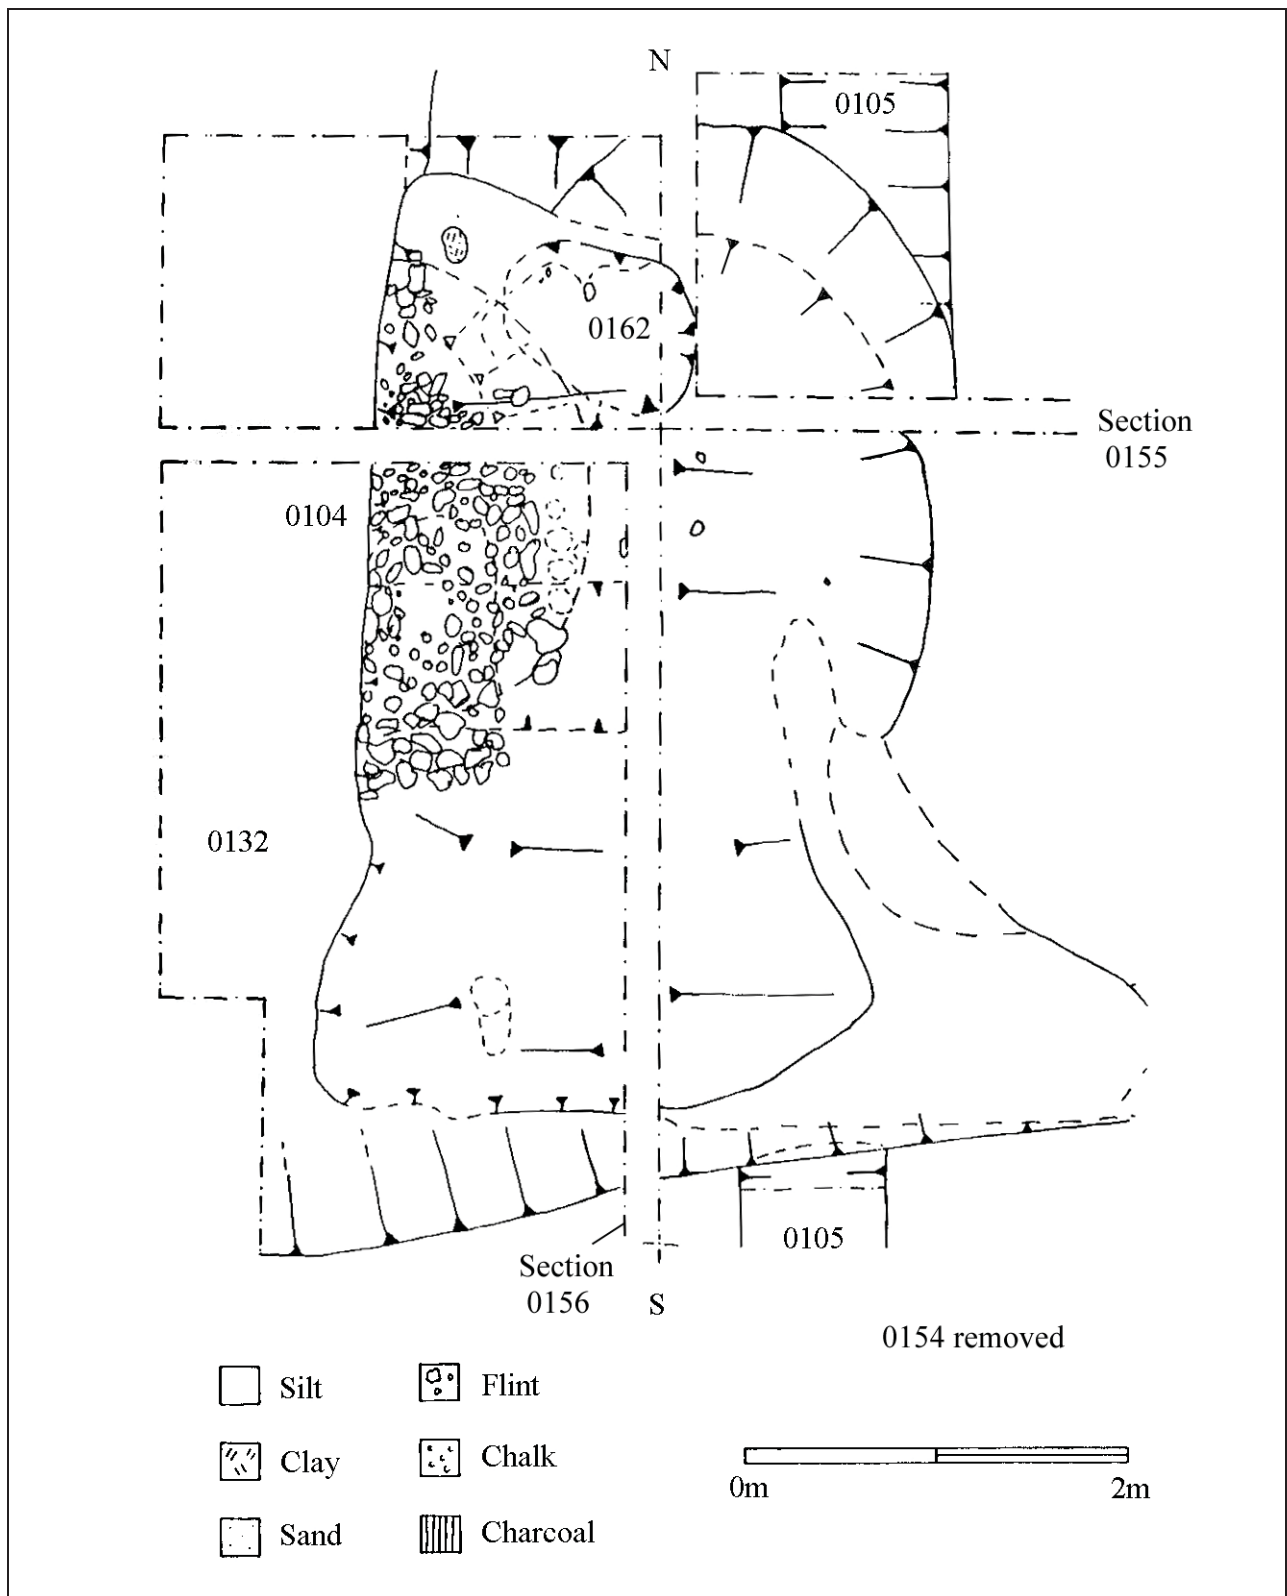 N
0105
0162
Section
0155
0104
0132
0105
Section
0156
S
0154 removed
Silt
Flint
Clay
Chalk
Sand
Charcoal
0m
2m